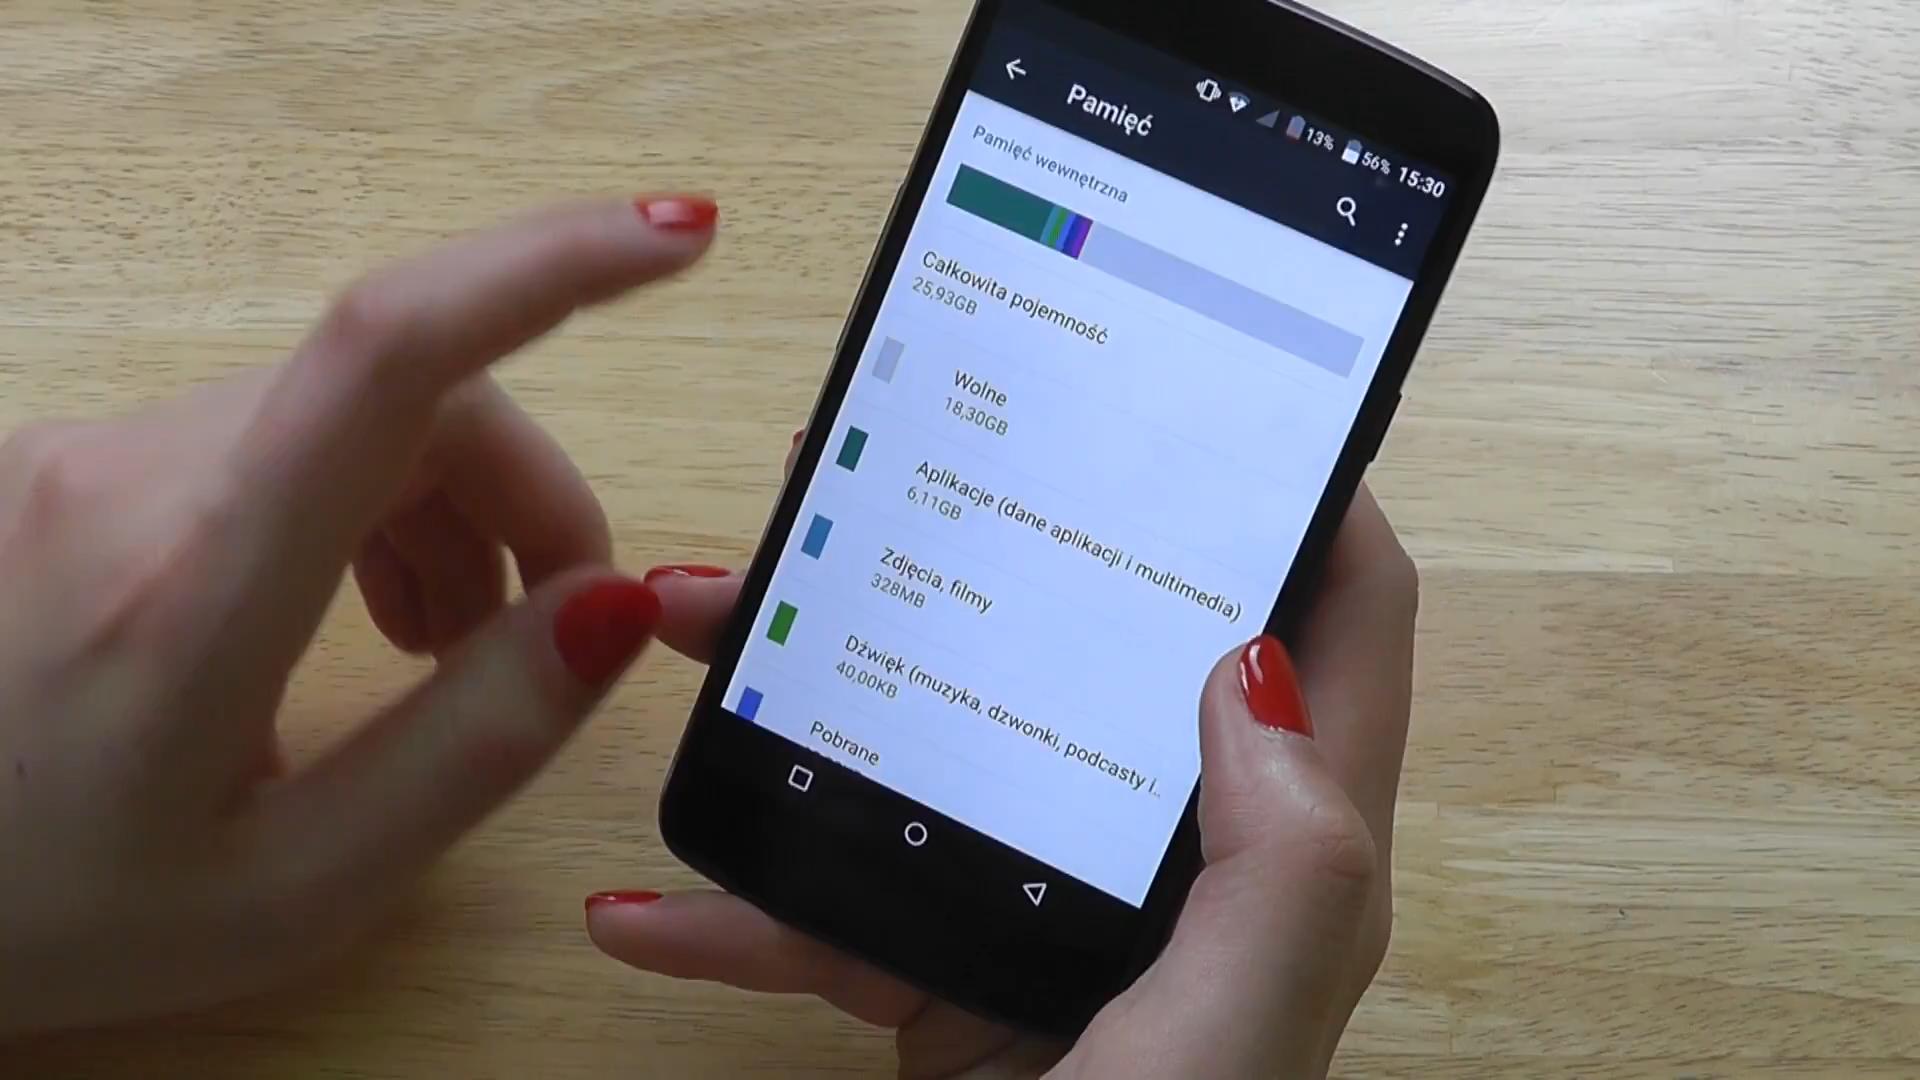 13% 56% 15:30
Pamięć
Pamięć wewnętrzna
Całkowita pojemność
25,93GB
Wolne
18,30GB
Aplikacje (dane aplikacji i multimedia)
6,11GB
Zdjęcia, filmy
328MB
Dźwięk (muzyka, dzwonki, podcasty i..
40,00KB
Pobrane